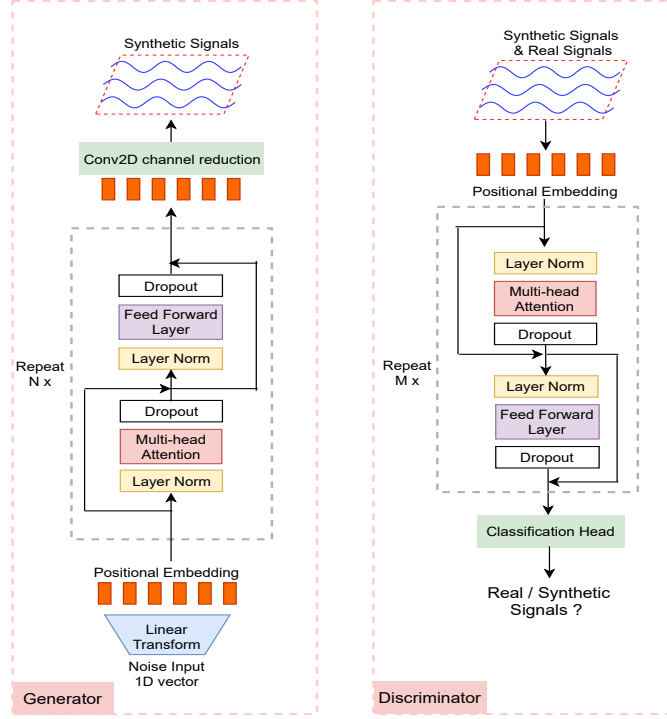 Synthetic Signals
Conv2D channel reduction
Dropout
Feed Forward
Layer
Layer Norm
Repeat
N x
Dropout
Multi-head
Attention
Layer Norm
Positional Embedding
Linear
Transform
Noise Input
1D vector
Generator
Synthetic Signals
& Real Signals
Positional Embedding
Layer Norm
Multi-head
Attention
Dropout
Repeat
M x
Layer Norm
Feed Forward
Layer
Dropout
Classification Head
Real / Synthetic
Signals ?
Discriminator